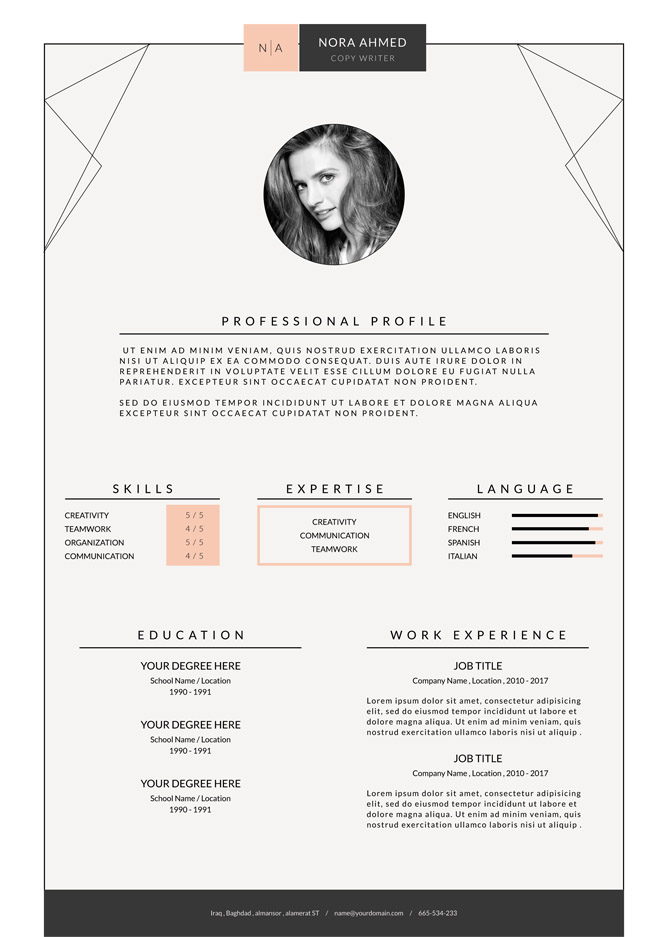 N|A
NORA AHMED
COPY WRITER
PROFESSIONAL PROFILE
UT ENIM AD MINIM VENIAM, QUIS NOSTRUD EXERCITATION ULLAMCO LABORIS
NISI UT ALIQUIP EX EA COMMODO CONSEQUAT. DUIS AUTE IRURE DOLOR IN
REPREHENDERIT IN VOLUPTATE VELIT ESSE CILLUM DOLORE EU FUGIAT NULLA
PARIATUR. EXCEPTEUR SINT OCCAECAT CUPIDATAT NON PROIDENT.
SED DO EIUSMOD TEMPOR INCIDIDUNT UT LABORE ET DOLORE MAGNA ALIQUA
EXCEPTEUR SINT OCCAECAT CUPIDATAT NON PROIDENT.
SKILLS
CREATIVITY 5 / 5
TEAMWORK 4 / 5
ORGANIZATION 5 / 5
COMMUNICATION 4 / 5
EXPERTISE
CREATIVITY
COMMUNICATION
TEAMWORK
LANGUAGE
ENGLISH
FRENCH
SPANISH
ITALIAN
EDUCATION
YOUR DEGREE HERE
School Name / Location
1990 - 1991
YOUR DEGREE HERE
School Name / Location
1990 - 1991
YOUR DEGREE HERE
School Name / Location
1990 - 1991
WORK EXPERIENCE
JOB TITLE
Company Name , Location , 2010 - 2017
Lorem ipsum dolor sit amet, consectetur adipisicing
elit, sed do eiusmod tempor incididunt ut labore et
dolore magna aliqua. Ut enim ad minim veniam, quis
nostrud exercitation ullamco laboris nisi ut aliquip .
JOB TITLE
Company Name , Location , 2010 - 2017
Lorem ipsum dolor sit amet, consectetur adipisicing
elit, sed do eiusmod tempor incididunt ut labore et
dolore magna aliqua. Ut enim ad minim veniam, quis
nostrud exercitation ullamco laboris nisi ut aliquip .
Iraq , Baghdad , almansor , alamerat ST / name@yourdomain.com / 665-534-233